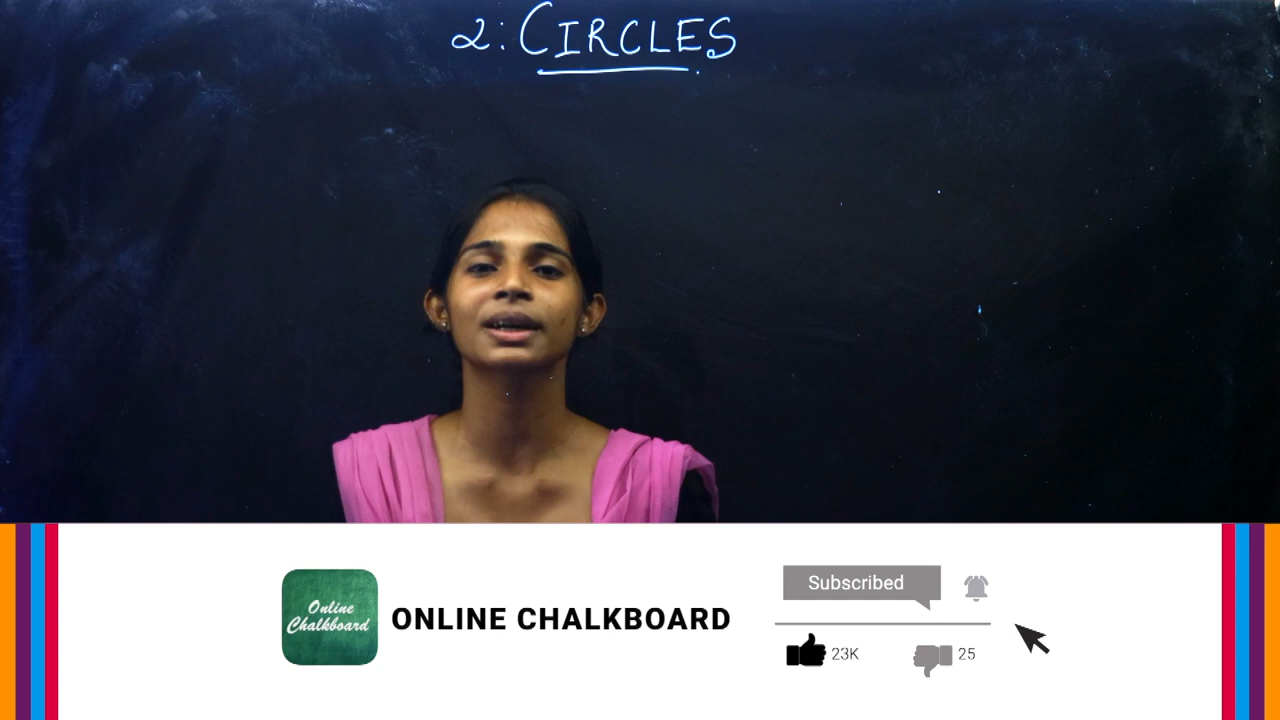 2: CIRCLES
Online
Chalkboard
ONLINE CHALKBOARD
Subscribed
23K
25